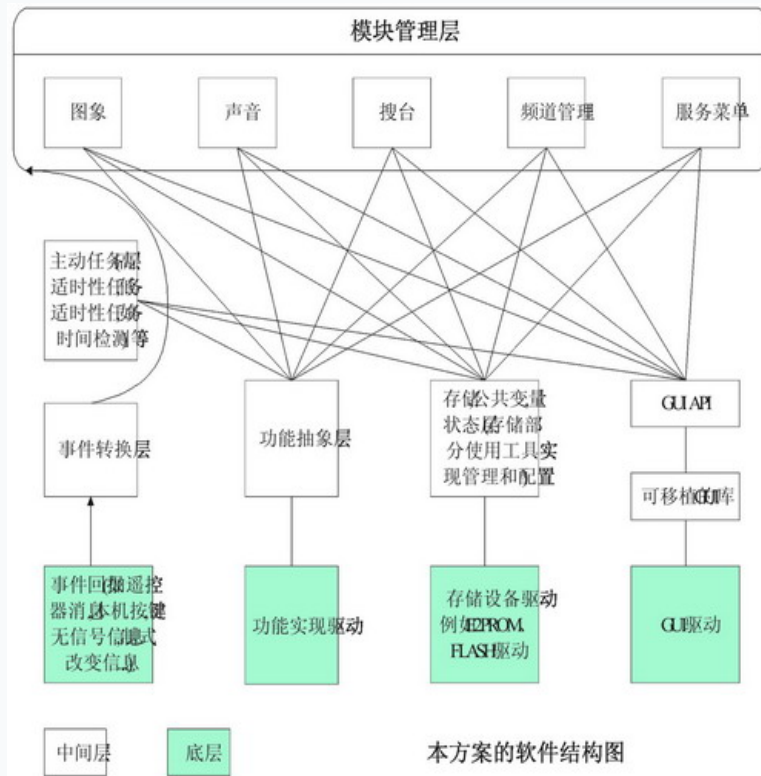 模块管理层
图象
声音
搜台
频道管理
服务菜单
主动任务层
适时性任务
适时性任务
时间检测等
事件转换层
功能抽象层
存储公共变量
状态层存储部
分使用工具实
现管理和配置
GUI API
可移植的GUI库
事件回报遥控
器消息本机按键
无信号信息
改变信息
功能实现驱动
存储设备驱动
例如E2PROM,
FLASH驱动
GUI驱动
中间层
底层
本方案的软件结构图